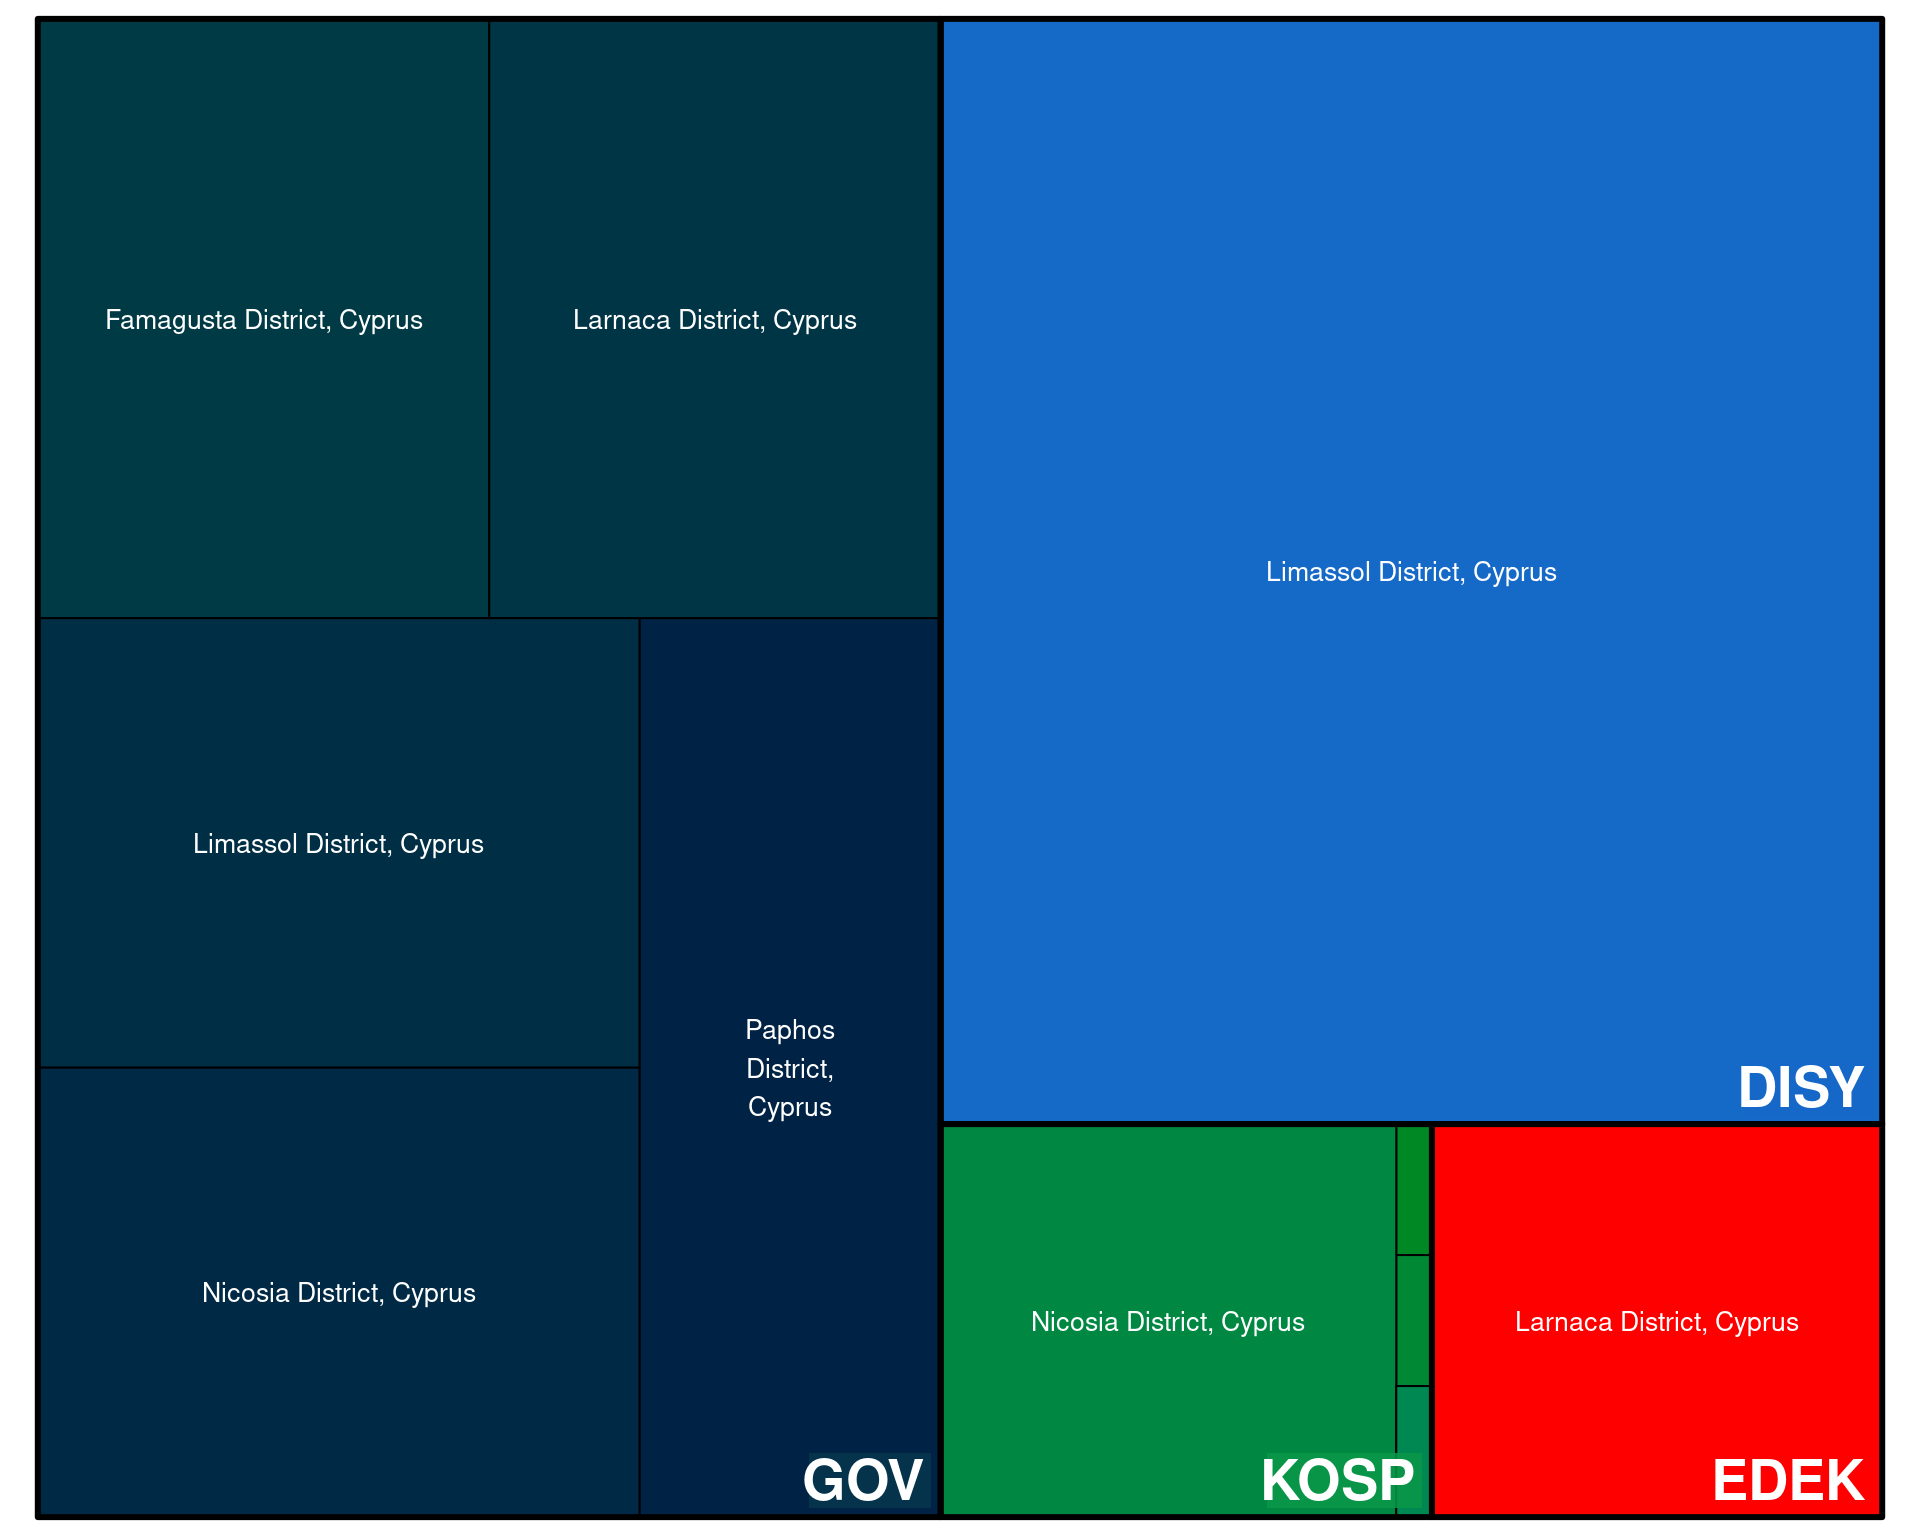 Famagusta District, Cyprus
Larnaca District, Cyprus
Limassol District, Cyprus
Nicosia District, Cyprus
Paphos
District,
Cyprus
GOV
Limassol District, Cyprus
DISY
Nicosia District, Cyprus
KOSP
Larnaca District, Cyprus
EDEK